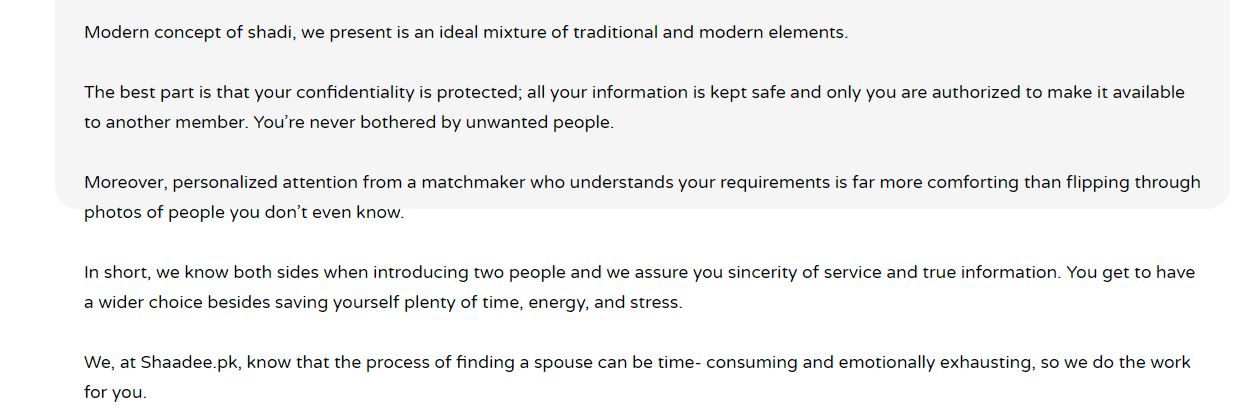 Modern concept of shadi, we present is an ideal mixture of traditional and modern elements.
The best part is that your confidentiality is protected; all your information is kept safe and only you are authorized to make it available
to another member. You’re never bothered by unwanted people.
Moreover, personalized attention from a matchmaker who understands your requirements is far more comforting than flipping through
photos of people you don’t even know.
In short, we know both sides when introducing two people and we assure you sincerity of service and true information. You get to have
a wider choice besides saving yourself plenty of time, energy, and stress.
We, at Shaadee.pk, know that the process of finding a spouse can be time- consuming and emotionally exhausting, so we do the work
for you.